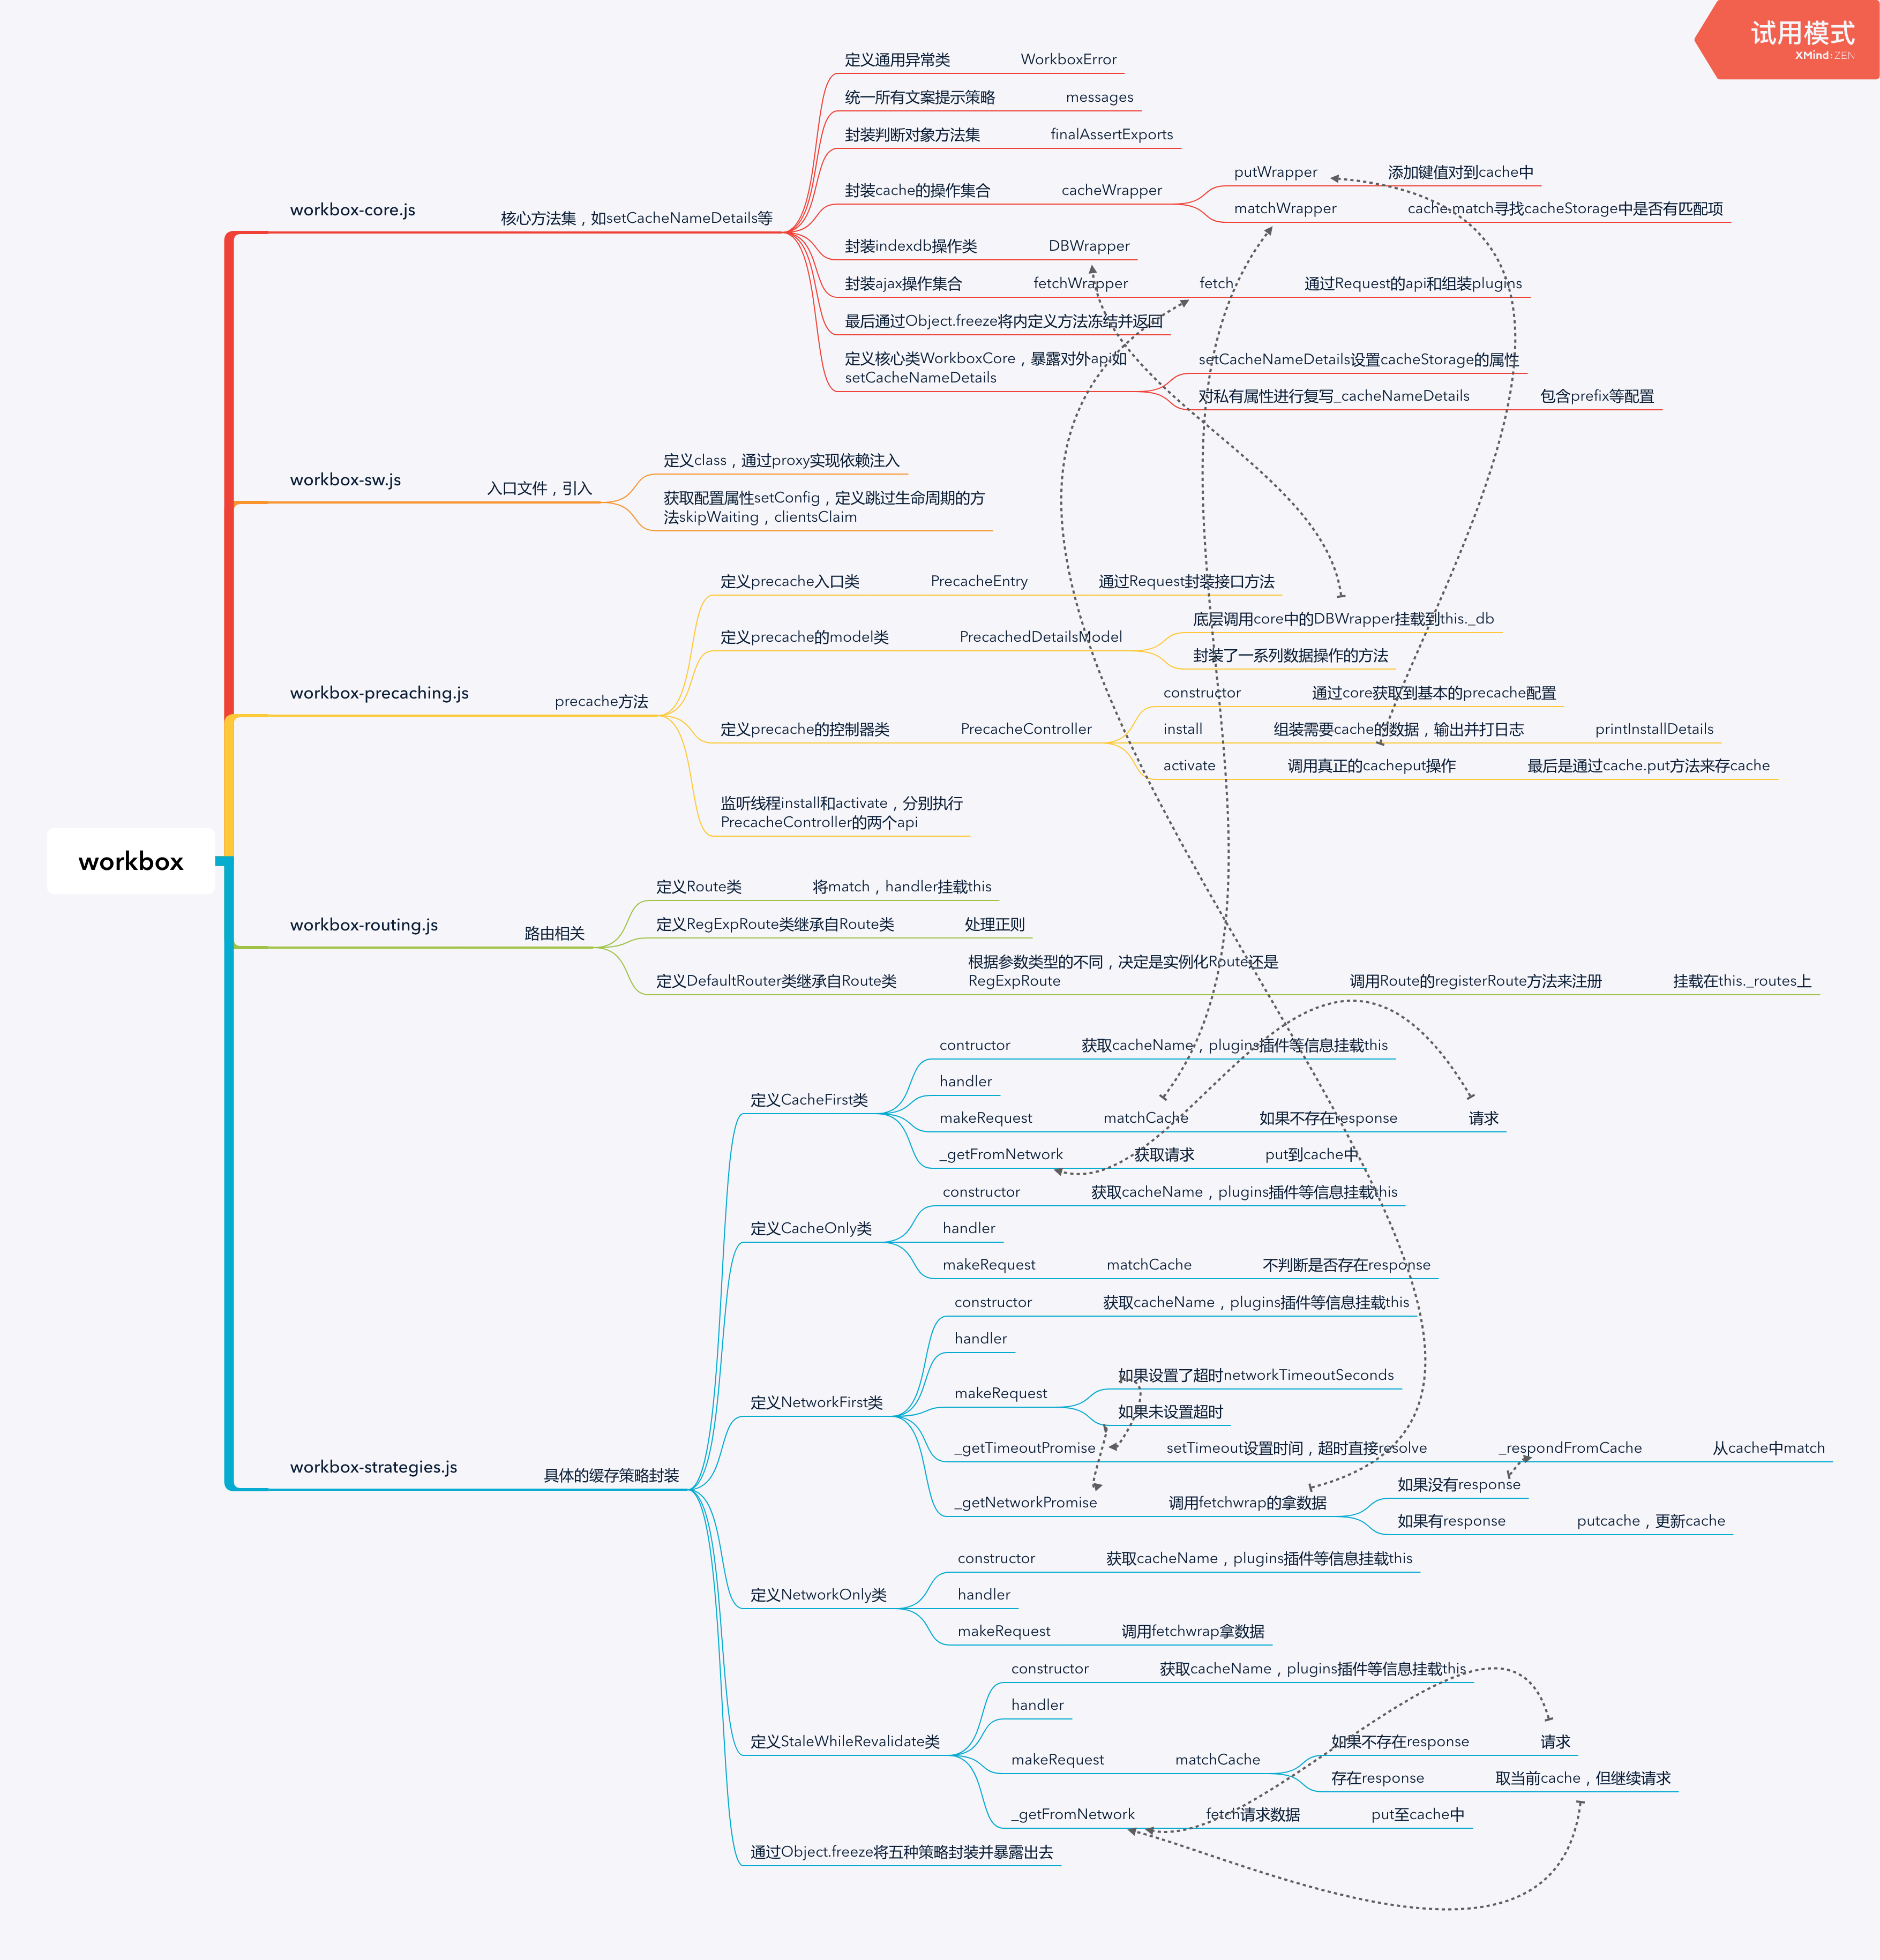 试用模式
XMind:ZEN
workbox
workbox-core.js
核心方法集，如setCacheNameDetails等
定义通用异常类
WorkboxError
统一所有文案提示策略
messages
封装判断对象方法集
finalAssertExports
封装cache的操作集合
cacheWrapper
putWrapper
添加键值对到cache中
matchWrapper
cache.match寻找cacheStorage中是否有匹配项
封装indexdb操作类
DBWrapper
封装ajax操作集合
fetchWrapper
fetch
通过Request的api和组装plugins
最后通过Object.freeze将内定义方法冻结并返回
定义核心类WorkboxCore，暴露对外api如
setCacheNameDetails
setCacheNameDetails设置cacheStorage的属性
对私有属性进行复写_cacheNameDetails
包含prefix等配置
workbox-sw.js
入口文件，引入
定义class，通过proxy实现依赖注入
获取配置属性setConfig，定义跳过生命周期的方
法skipWaiting，clientsClaim
workbox-precaching.js
precache方法
定义precache入口类
PrecacheEntry
通过Request封装接口方法
定义precache的model类
PrecachedDetailsModel
底层调用core中的DBWrapper挂载到this._db
封装了一系列数据操作的方法
定义precache的控制器类
PrecacheController
constructor
通过core获取到基本的precache配置
install
组装需要cache的数据，输出并打日志
printInstallDetails
activate
调用真正的cacheput操作
最后是通过cache.put方法来存cache
监听线程install和activate，分别执行
PrecacheController的两个api
workbox-routing.js
路由相关
定义Route类
将match，handler挂载this
定义RegExpRoute类继承自Route类
处理正则
定义DefaultRouter类继承自Route类
根据参数类型的不同，决定是实例化Route还是
RegExpRoute
调用Route的registerRoute方法来注册
挂载在this._routes上
workbox-strategies.js
具体的缓存策略封装
定义CacheFirst类
contructor
获取cacheName，plugins插件等信息挂载this
handler
makeRequest
matchCache
如果不存在response
请求
_getFromNetwork
获取请求
put到cache中
定义CacheOnly类
constructor
获取cacheName，plugins插件等信息挂载this
handler
makeRequest
matchCache
不判断是否存在response
定义NetworkFirst类
constructor
获取cacheName，plugins插件等信息挂载this
handler
makeRequest
如果设置了超时networkTimeoutSeconds
如果未设置超时
_getTimeoutPromise
setTimeout设置时间，超时直接resolve
_respondFromCache
从cache中match
_getNetworkPromise
调用fetchwrap的拿数据
如果没有response
如果有response
putcache，更新cache
定义NetworkOnly类
constructor
获取cacheName，plugins插件等信息挂载this
handler
makeRequest
调用fetchwrap拿数据
定义StaleWhileRevalidate类
constructor
获取cacheName，plugins插件等信息挂载this
handler
makeRequest
matchCache
如果不存在response
请求
存在response
取当前cache，但继续请求
_getFromNetwork
fetch请求数据
put至cache中
通过Object.freeze将五种策略封装并暴露出去